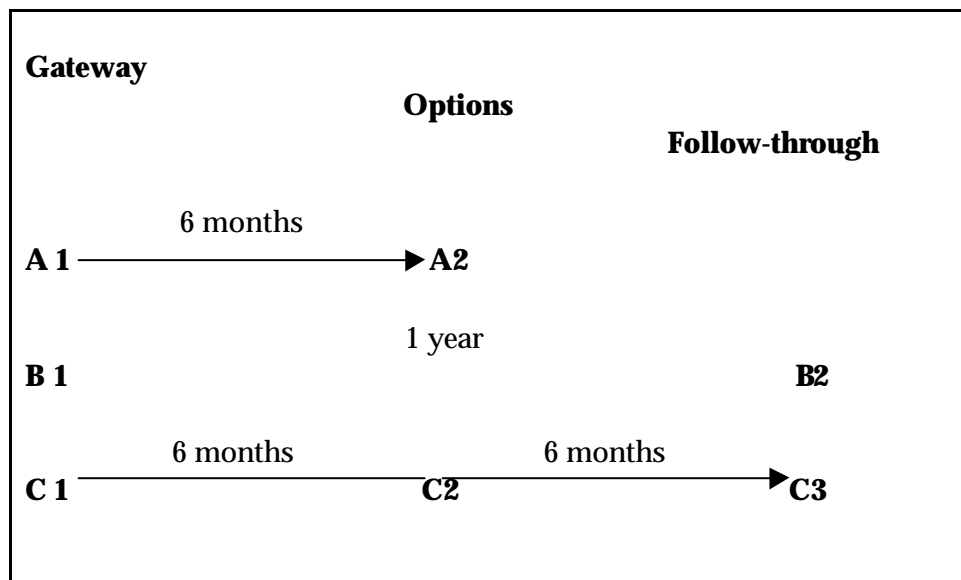 Gateway
Options
Follow-through
6 months
A 1 A2
1 year
B 1 B2
6 months 6 months
C 1 C2 C3